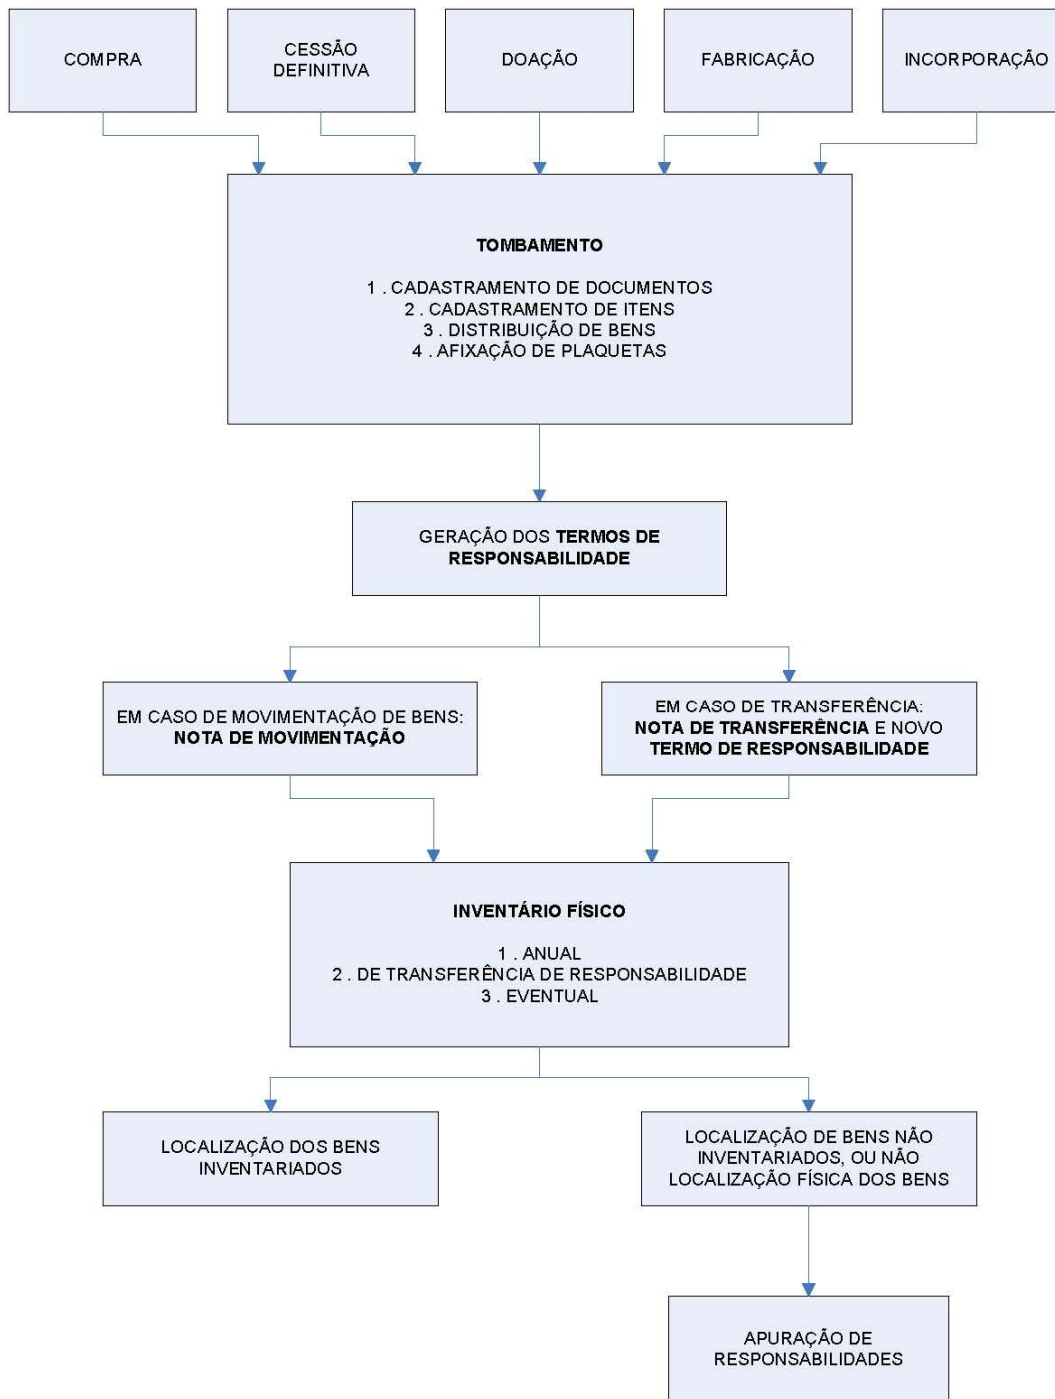 COMPRA
CESSÃO
DEFINITIVA
DOAÇÃO
FABRICAÇÃO
INCORPORAÇÃO
TOMBAMENTO
1 . CADASTRAMENTO DE DOCUMENTOS
2 . CADASTRAMENTO DE ITENS
3 . DISTRIBUIÇÃO DE BENS
4 . AFIXAÇÃO DE PLAQUETAS
GERAÇÃO DOS TERMOS DE
RESPONSABILIDADE
EM CASO DE MOVIMENTAÇÃO DE BENS:
NOTA DE MOVIMENTAÇÃO
EM CASO DE TRANSFERÊNCIA:
NOTA DE TRANSFERÊNCIA E NOVO
TERMO DE RESPONSABILIDADE
INVENTÁRIO FÍSICO
1 . ANUAL
2 . DE TRANSFERÊNCIA DE RESPONSABILIDADE
3 . EVENTUAL
LOCALIZAÇÃO DOS BENS
INVENTARIADOS
LOCALIZAÇÃO DE BENS NÃO
INVENTARIADOS, OU NÃO
LOCALIZAÇÃO FÍSICA DOS BENS
APURAÇÃO DE
RESPONSABILIDADES